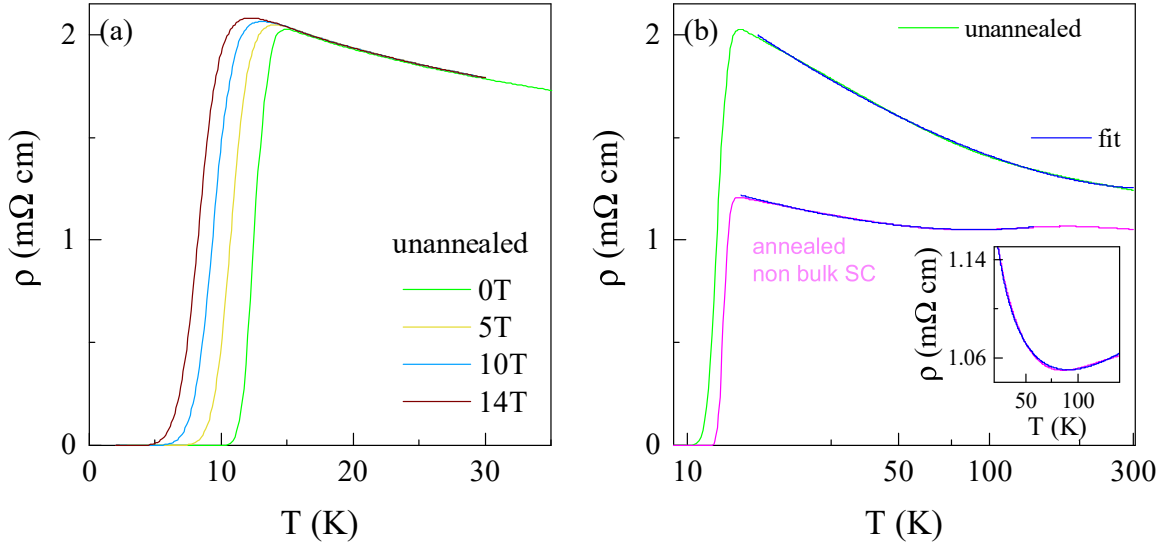 (a)
ρ (mΩ cm)
2
1
0
unannealed
0T
5T
10T
14T
0 10 20 30
T (K)
(b)
ρ (mΩ cm)
2
1
0
unannealed
fit
annealed
non bulk SC
ρ (mΩ cm)
1.14
1.06
50 100
T (K)
10 50 100 300
T (K)